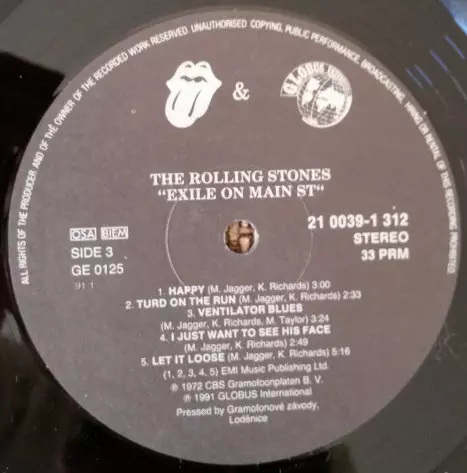 ALL RIGHTS OF THE PRODUCER AND OF THE OWNER OF THE RECORDED WORK RESERVED. UNAUTHORISED COPYING, PUBLIC PERFORMANCE, BROADCASTING, HIRING OR RENTAL OF THIS RECORDING PROHIBITED
&
GLOBUS
THE ROLLING STONES
"EXILE ON MAIN ST"
21 0039-1 312
STEREO
33 PRM
OSA BIEM
SIDE 3
GE 0125
91 1
1. HAPPY (M. Jagger, K. Richards) 3:00
2. TURD ON THE RUN (M. Jagger, K. Richards) 2:33
3. VENTILATOR BLUES
(M. Jagger, K. Richards, M. Taylor) 3:24
4. I JUST WANT TO SEE HIS FACE
(M. Jagger, K. Richards) 2:49
5. LET IT LOOSE (M. Jagger, K. Richards) 5:16
(1, 2, 3, 4, 5) EMI Music Publishing Ltd.
℗ 1972 CBS Gramofoonplaten B. V.
℗ 1991 GLOBUS International
Pressed by Gramofonové závody,
Loděnice